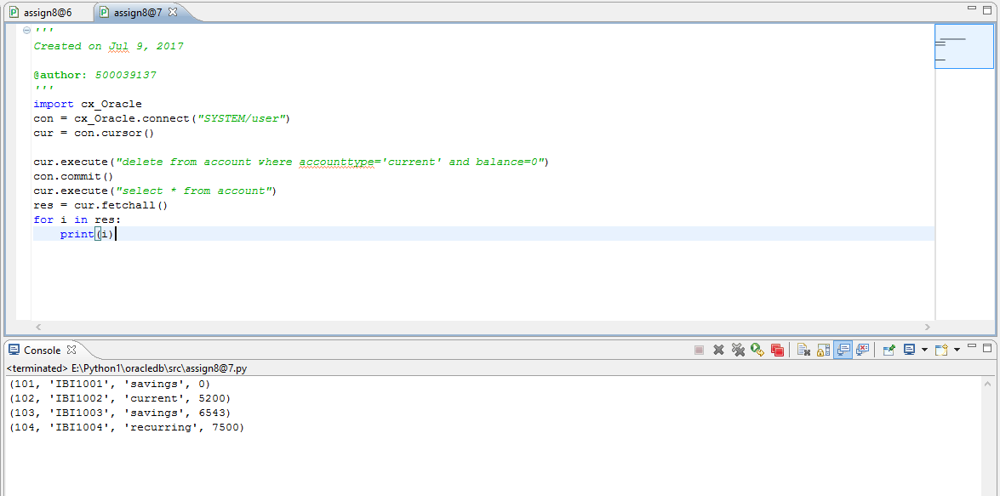 assign8@6
assign8@7
'''
Created on Jul 9, 2017
@author: 500039137
'''
import cx_Oracle
con = cx_Oracle.connect("SYSTEM/user")
cur = con.cursor()
cur.execute("delete from account where accounttype='current' and balance=0")
con.commit()
cur.execute("select * from account")
res = cur.fetchall()
for i in res:
    print(i)
Console
<terminated> E:\Python1\oracledb\src\assign8@7.py
(101, 'IBI1001', 'savings', 0)
(102, 'IBI1002', 'current', 5200)
(103, 'IBI1003', 'savings', 6543)
(104, 'IBI1004', 'recurring', 7500)